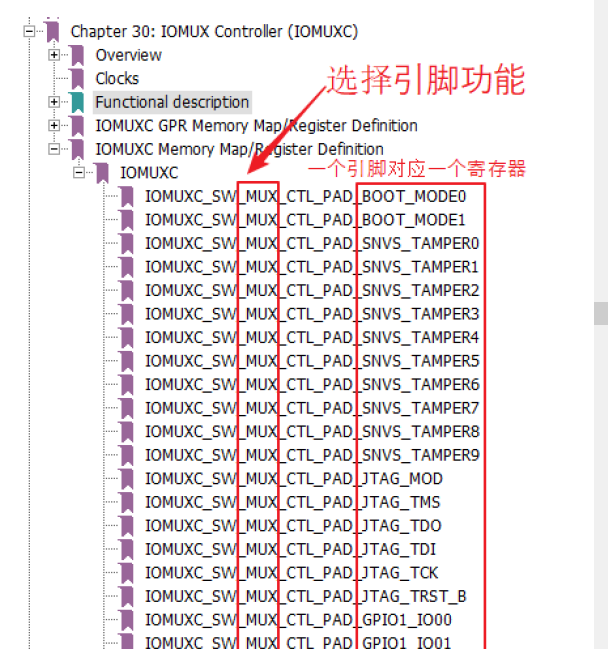 Chapter 30: IOMUX Controller (IOMUXC)
Overview
Clocks
选择引脚功能
Functional description
IOMUXC GPR Memory Map/Register Definition
IOMUXC Memory Map/Register Definition
IOMUXC
一个引脚对应一个寄存器
IOMUXC_SW_MUX_CTL_PAD_BOOT_MODE0
IOMUXC_SW_MUX_CTL_PAD_BOOT_MODE1
IOMUXC_SW_MUX_CTL_PAD_SNVS_TAMPER0
IOMUXC_SW_MUX_CTL_PAD_SNVS_TAMPER1
IOMUXC_SW_MUX_CTL_PAD_SNVS_TAMPER2
IOMUXC_SW_MUX_CTL_PAD_SNVS_TAMPER3
IOMUXC_SW_MUX_CTL_PAD_SNVS_TAMPER4
IOMUXC_SW_MUX_CTL_PAD_SNVS_TAMPER5
IOMUXC_SW_MUX_CTL_PAD_SNVS_TAMPER6
IOMUXC_SW_MUX_CTL_PAD_SNVS_TAMPER7
IOMUXC_SW_MUX_CTL_PAD_SNVS_TAMPER8
IOMUXC_SW_MUX_CTL_PAD_SNVS_TAMPER9
IOMUXC_SW_MUX_CTL_PAD_JTAG_MOD
IOMUXC_SW_MUX_CTL_PAD_JTAG_TMS
IOMUXC_SW_MUX_CTL_PAD_JTAG_TDO
IOMUXC_SW_MUX_CTL_PAD_JTAG_TDI
IOMUXC_SW_MUX_CTL_PAD_JTAG_TCK
IOMUXC_SW_MUX_CTL_PAD_JTAG_TRST_B
IOMUXC_SW_MUX_CTL_PAD_GPIO1_IO00
IOMUXC_SW_MUX_CTL_PAD_GPIO1_IO01